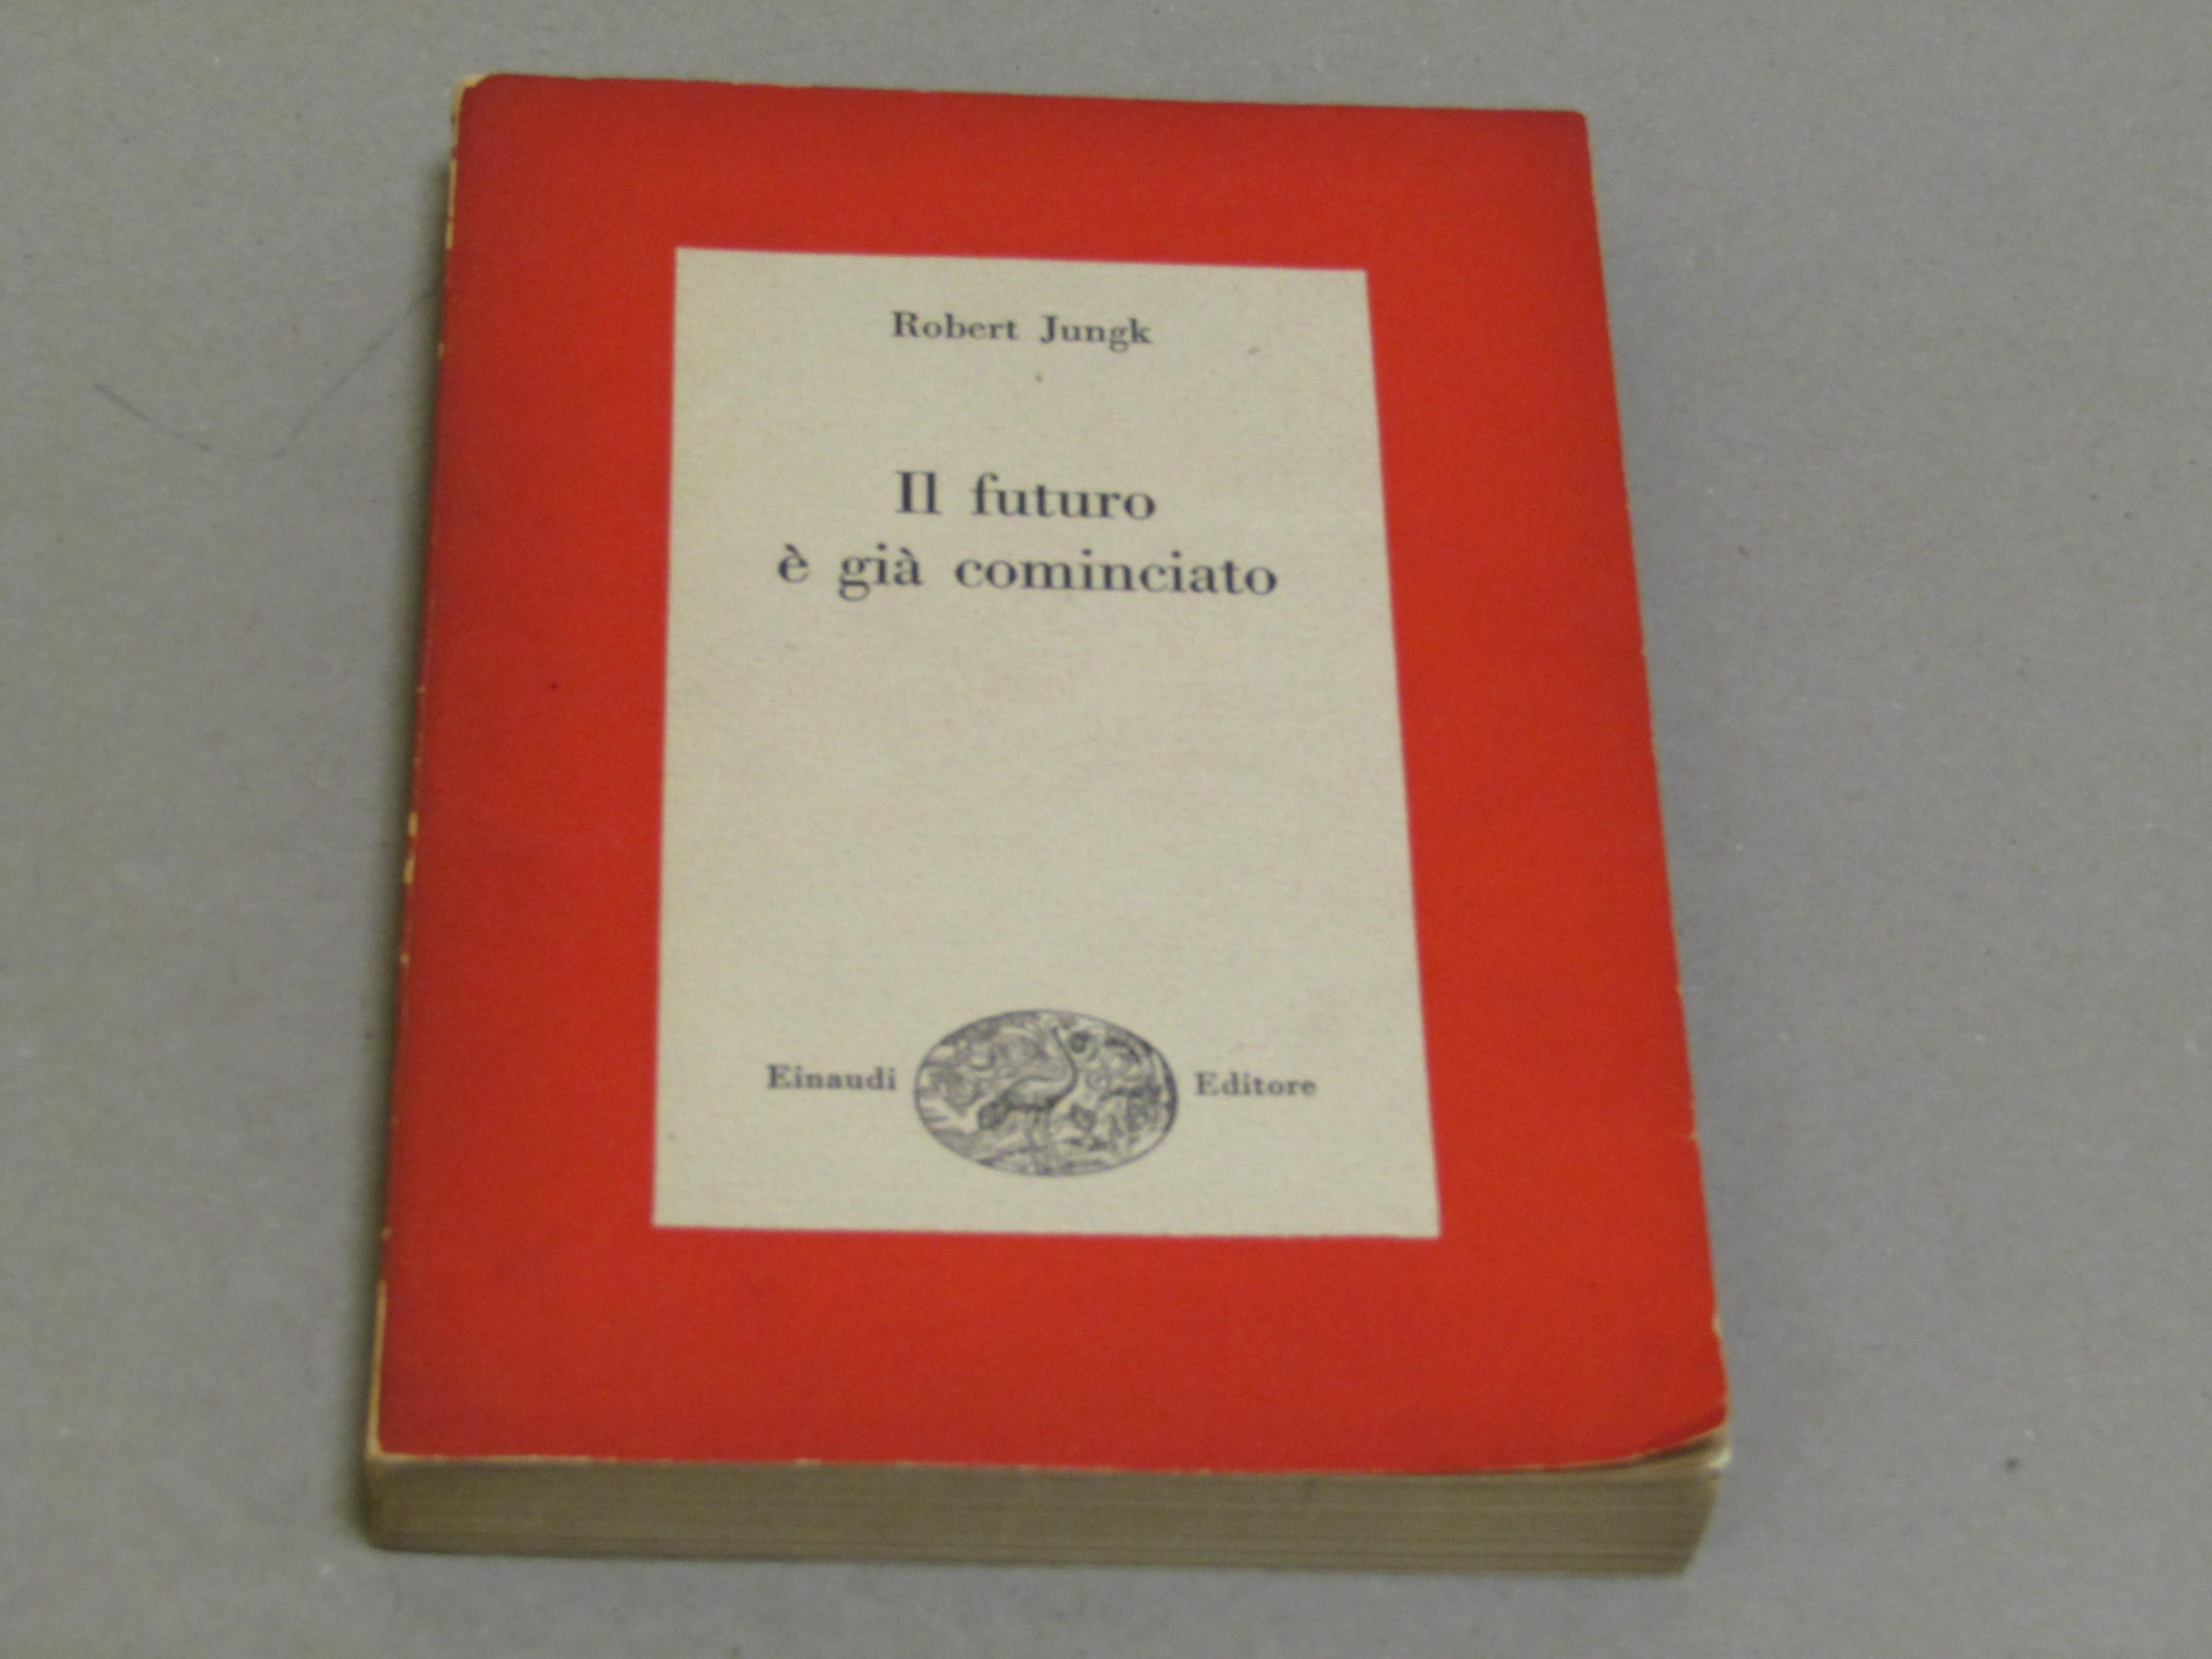 Robert Jungk
Il futuro
è già cominciato
Einaudi Editore